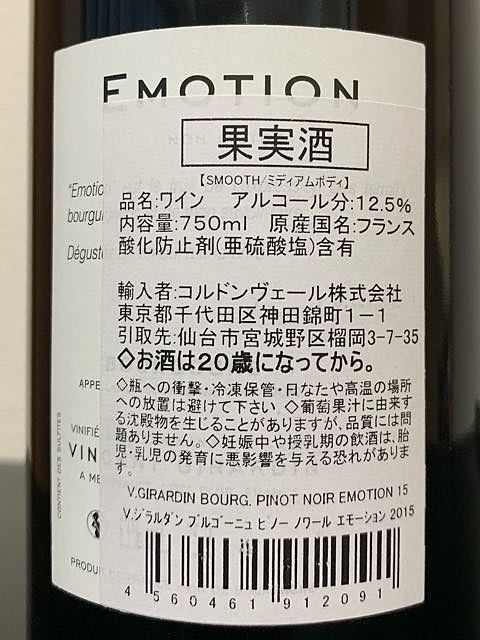 EMOTION
果実酒
【SMOOTH/ミディアムボディ】
"Emotio
品名:ワイン　アルコール分:12.5%
bourgu
内容量:750ml　原産国名:フランス
Déguste
酸化防止剤(亜硫酸塩)含有
輸入者:コルドンヴェール株式会社
東京都千代田区神田錦町1－1
引取先:仙台市宮城野区榴岡3-7-35
◇お酒は20歳になってから。
APPE
◇瓶への衝撃・冷凍保管・日なたや高温の場所
への放置は避けて下さい。◇葡萄果汁に由来す
る沈殿物を生じることがありますが、品質には問
題ありません。◇妊娠中や授乳期の飲酒は、胎
児・乳児の発育に悪影響を与える恐れがありま
す。
CONTIENT DES SULFITES
VINIFIÉ
VIN
A ME
V.GIRARDIN BOURG. PINOT NOIR EMOTION 15
V.ジラルダン ブルゴーニュ ピノー ノワール エモーション 2015
PRODU
4 560461 912091